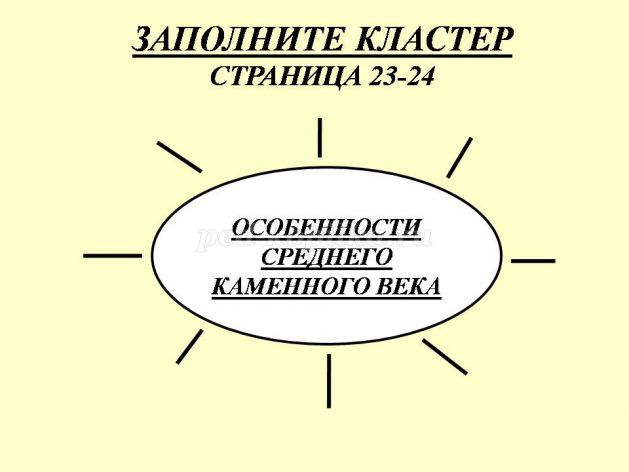 ЗАПОЛНИТЕ КЛАСТЕР
СТРАНИЦА 23-24
ОСОБЕННОСТИ
СРЕДНЕГО
КАМЕННОГО ВЕКА